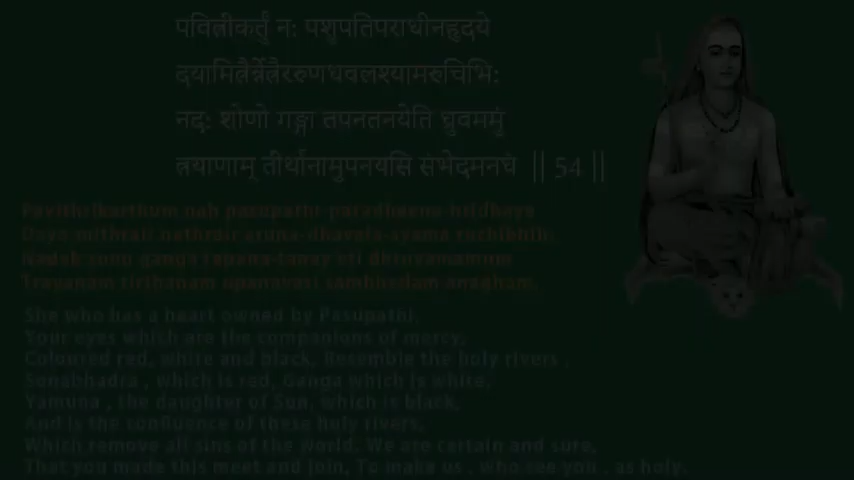 पवित्रीकर्तुं न: पशुपतिपराधीनहृदये
दयामित्रैर्नेत्रैररुणधवलश्यामरुचिभि:
नद: शोणो गङ्गा तपनतनयेति ध्रुवममुं
त्रयाणाम् तीर्थानामुपनयसि संभेदमनघं || 54 ||
Pavithrikarthum nah pasupathi-paradheena-hridhaye
Daya-mithrair nethrair aruna-dhavala-syama ruchibhih
Nadah sono ganga tapana-tanay eti dhruvamamum
Trayanam tirthanam upanayasi sambhedam anagham.
She who has a heart owned by Pasupathi,
Your eyes which are the companions of mercy,
Coloured red, white and black, Resemble the holy rivers ,
Sonabhadra , which is red, Ganga which is white,
Yamuna , the daughter of Sun, which is black,
And is the confluence of these holy rivers,
Which remove all sins of the world. We are certain and sure,
That you made this meet and join, To make us , who see you , as holy.